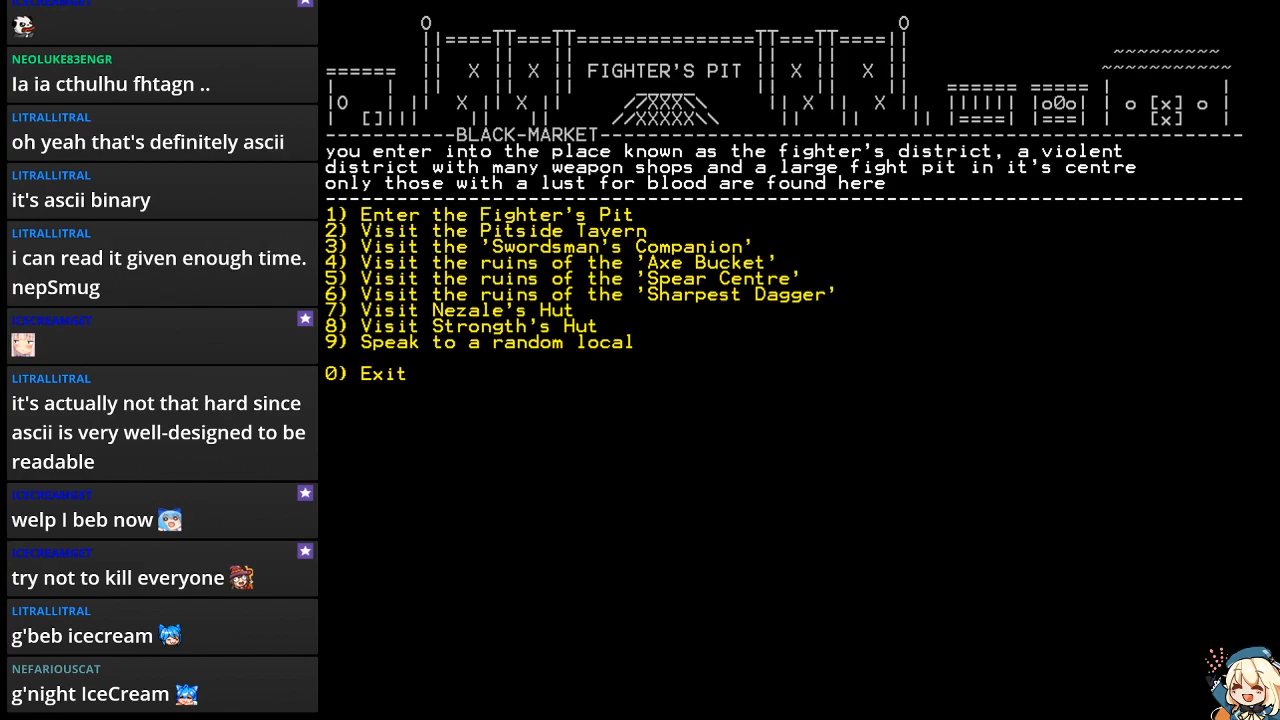 ICECREAMGET
NEOLUKE83ENGR
Ia ia cthulhu fhtagn ..
LITRALLITRAL
oh yeah that's definitely ascii
LITRALLITRAL
it's ascii binary
LITRALLITRAL
i can read it given enough time.
nepSmug
ICECREAMGET
LITRALLITRAL
it's actually not that hard since
ascii is very well-designed to be
readable
ICECREAMGET
welp I beb now
ICECREAMGET
try not to kill everyone
LITRALLITRAL
g'beb icecream
NEFARIOUSCAT
g'night IceCream
FIGHTER'S PIT
BLACK-MARKET
you enter into the place known as the fighter's district, a violent
district with many weapon shops and a large fight pit in it's centre
only those with a lust for blood are found here
1) Enter the Fighter's Pit
2) Visit the Pitside Tavern
3) Visit the 'Swordsman's Companion'
4) Visit the ruins of the 'Axe Bucket'
5) Visit the ruins of the 'Spear Centre'
6) Visit the ruins of the 'Sharpest Dagger'
7) Visit Nezale's Hut
8) Visit Strongth's Hut
9) Speak to a random local
0) Exit